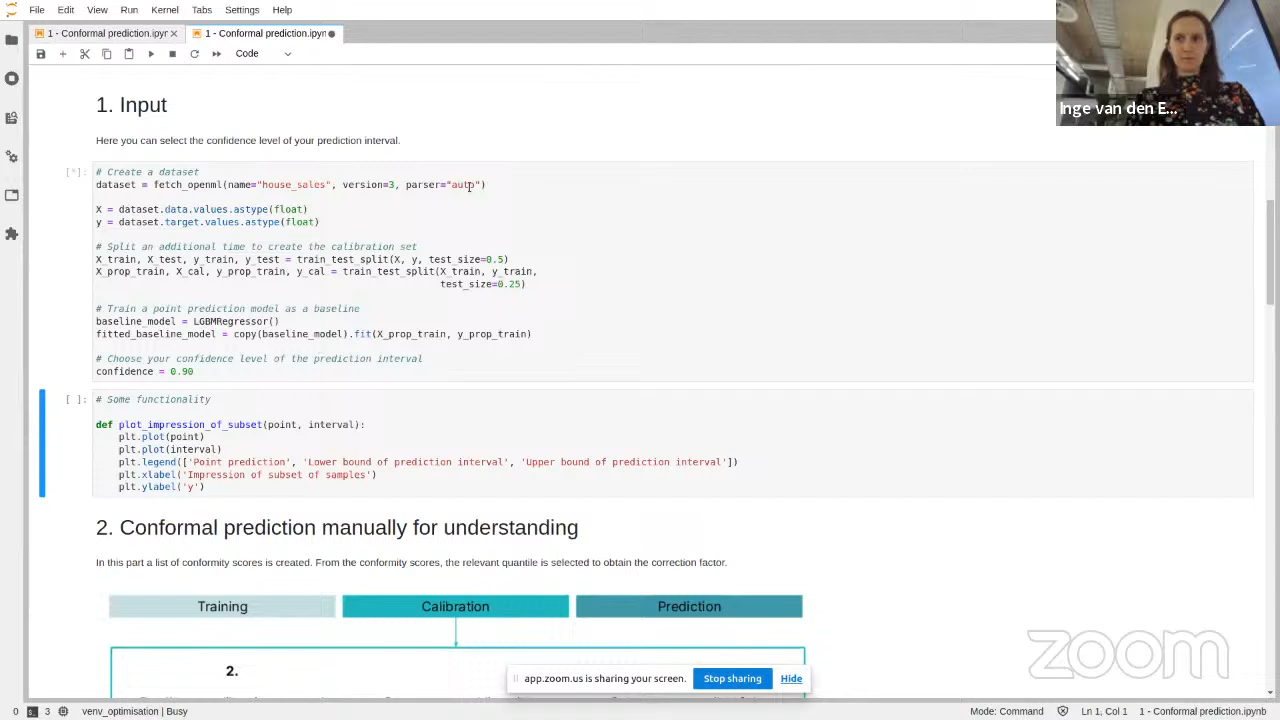 File Edit View Run Kernel Tabs Settings Help
1 - Conformal prediction.ipyr
1 - Conformal prediction.ipyn
Code
Inge van den E...
1. Input
Here you can select the confidence level of your prediction interval.
[*]:
# Create a dataset
dataset = fetch_openml(name="house_sales", version=3, parser="auto")
X = dataset.data.values.astype(float)
y = dataset.target.values.astype(float)
# Split an additional time to create the calibration set
X_train, X_test, y_train, y_test = train_test_split(X, y, test_size=0.5)
X_prop_train, X_cal, y_prop_train, y_cal = train_test_split(X_train, y_train,
test_size=0.25)
# Train a point prediction model as a baseline
baseline_model = LGBMRegressor()
fitted_baseline_model = copy(baseline_model).fit(X_prop_train, y_prop_train)
# Choose your confidence level of the prediction interval
confidence = 0.90
[ ]:
# Some functionality
def plot_impression_of_subset(point, interval):
plt.plot(point)
plt.plot(interval)
plt.legend(['Point prediction', 'Lower bound of prediction interval', 'Upper bound of prediction interval'])
plt.xlabel('Impression of subset of samples')
plt.ylabel('y')
2. Conformal prediction manually for understanding
In this part a list of conformity scores is created. From the conformity scores, the relevant quantile is selected to obtain the correction factor.
Training Calibration Prediction
2.
app.zoom.us is sharing your screen. Stop sharing Hide
zoom
0 3 venv_optimisation | Busy Mode: Command Ln 1, Col 1 1 - Conformal prediction.ipynb